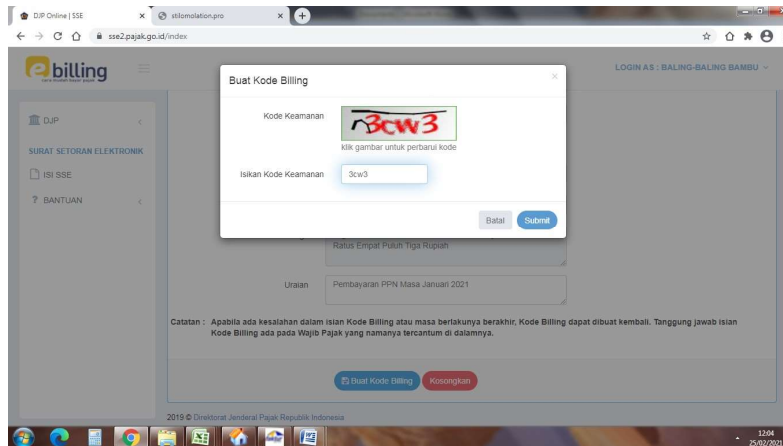 DJP Online | SSE
stilomolation.pro
sse2.pajak.go.id/index
ebilling
LOGIN AS : BALING-BALING BAMBU
Buat Kode Billing
Kode Keamanan
3cw3
klik gambar untuk perbarui kode
Isikan Kode Keamanan
3cw3
Batal
Submit
DJP
SURAT SETORAN ELEKTRONIK
ISI SSE
? BANTUAN
Ratus Empat Puluh Tiga Rupiah
Uraian
Pembayaran PPN Masa Januari 2021
Catatan : Apabila ada kesalahan dalam isian Kode Billing atau masa berlakunya berakhir, Kode Billing dapat dibuat kembali. Tanggung jawab isian
Kode Billing ada pada Wajib Pajak yang namanya tercantum di dalamnya.
Buat Kode Billing
Kosongkan
2019 © Direktorat Jenderal Pajak Republik Indonesia
12:04